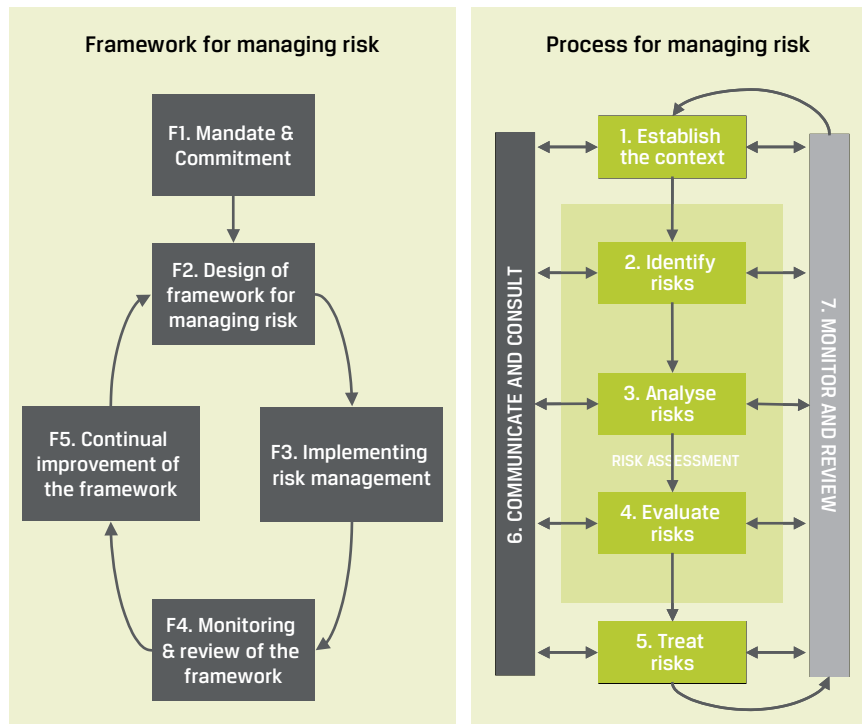 Framework for managing risk
F1. Mandate &
Commitment
F2. Design of
framework for
managing risk
F5. Continual
improvement of
the framework
F3. Implementing
risk management
F4. Monitoring
& review of the
framework
Process for managing risk
1. Establish
the context
2. Identify
risks
3. Analyse
risks
RISK ASSESSMENT
4. Evaluate
risks
5. Treat
risks
6. COMMUNICATE AND CONSULT
7. MONITOR AND REVIEW